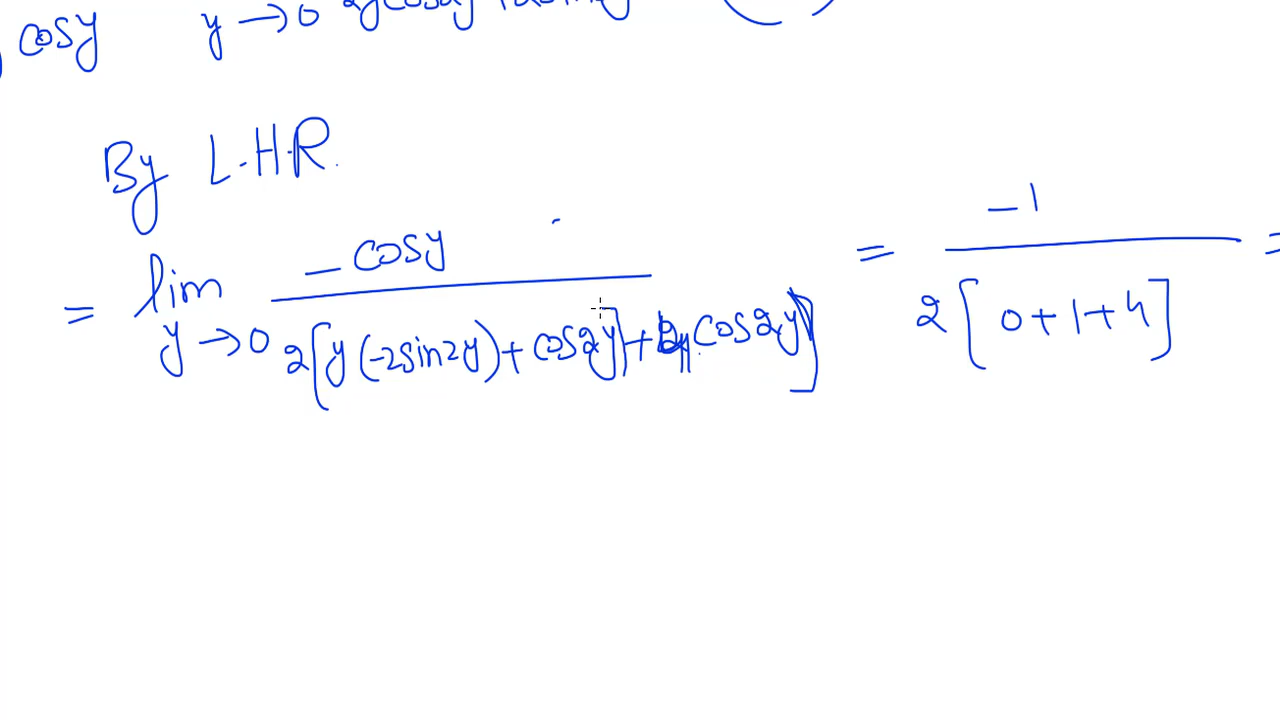 cosy y → 0
By L.H.R.
= lim y → 0 - cosy / 2[y(-2sin2y) + cos2y] + cos2y] = -1 / 2[0+1+4] =